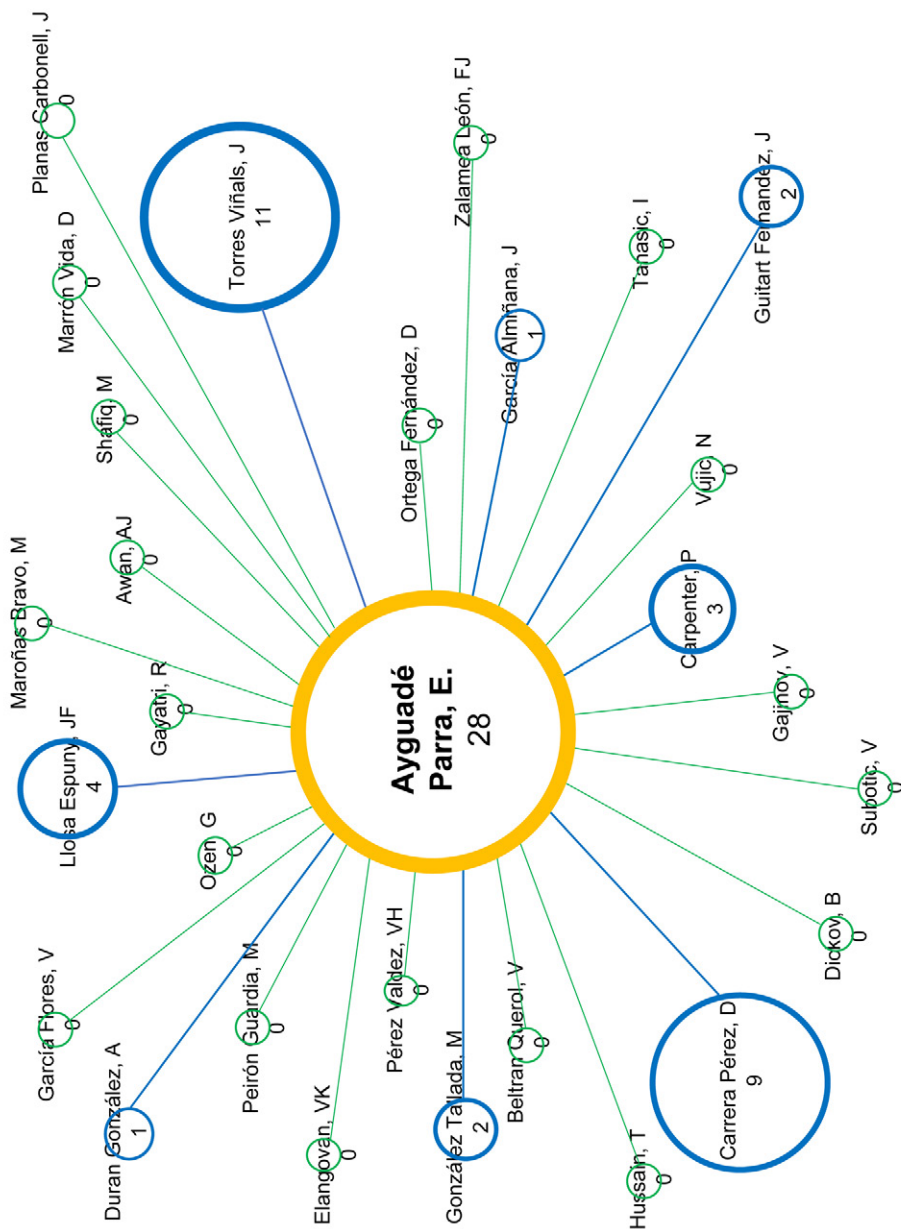 Planas Carbonell, J
0
Torres Viñals, J
11
Marrón Vida, D
0
Shafiq, M
0
Awan, AJ
0
Maroñas Bravo, M
0
Gayatri, R
0
Llosa Espuny, JF
4
Ozen, G
0
García Flores, V
0
Duran González, A
1
Peirón Guardia, M
0
Elangovan, VK
0
Pérez Valdez, VH
0
González Tallada, M
2
Beltran Querol, V
0
Hussain, T
0
Carrera Pérez, D
9
Dickov, B
0
Subotic, V
0
Gajinov, V
0
Carpenter, P
3
Vujic, N
0
Guitart Fernandez, J
2
Tanasic, I
0
García Almiñana, J
1
Zalamea León, FJ
0
Ortega Fernández, D
0
Ayguadé
Parra, E.
28